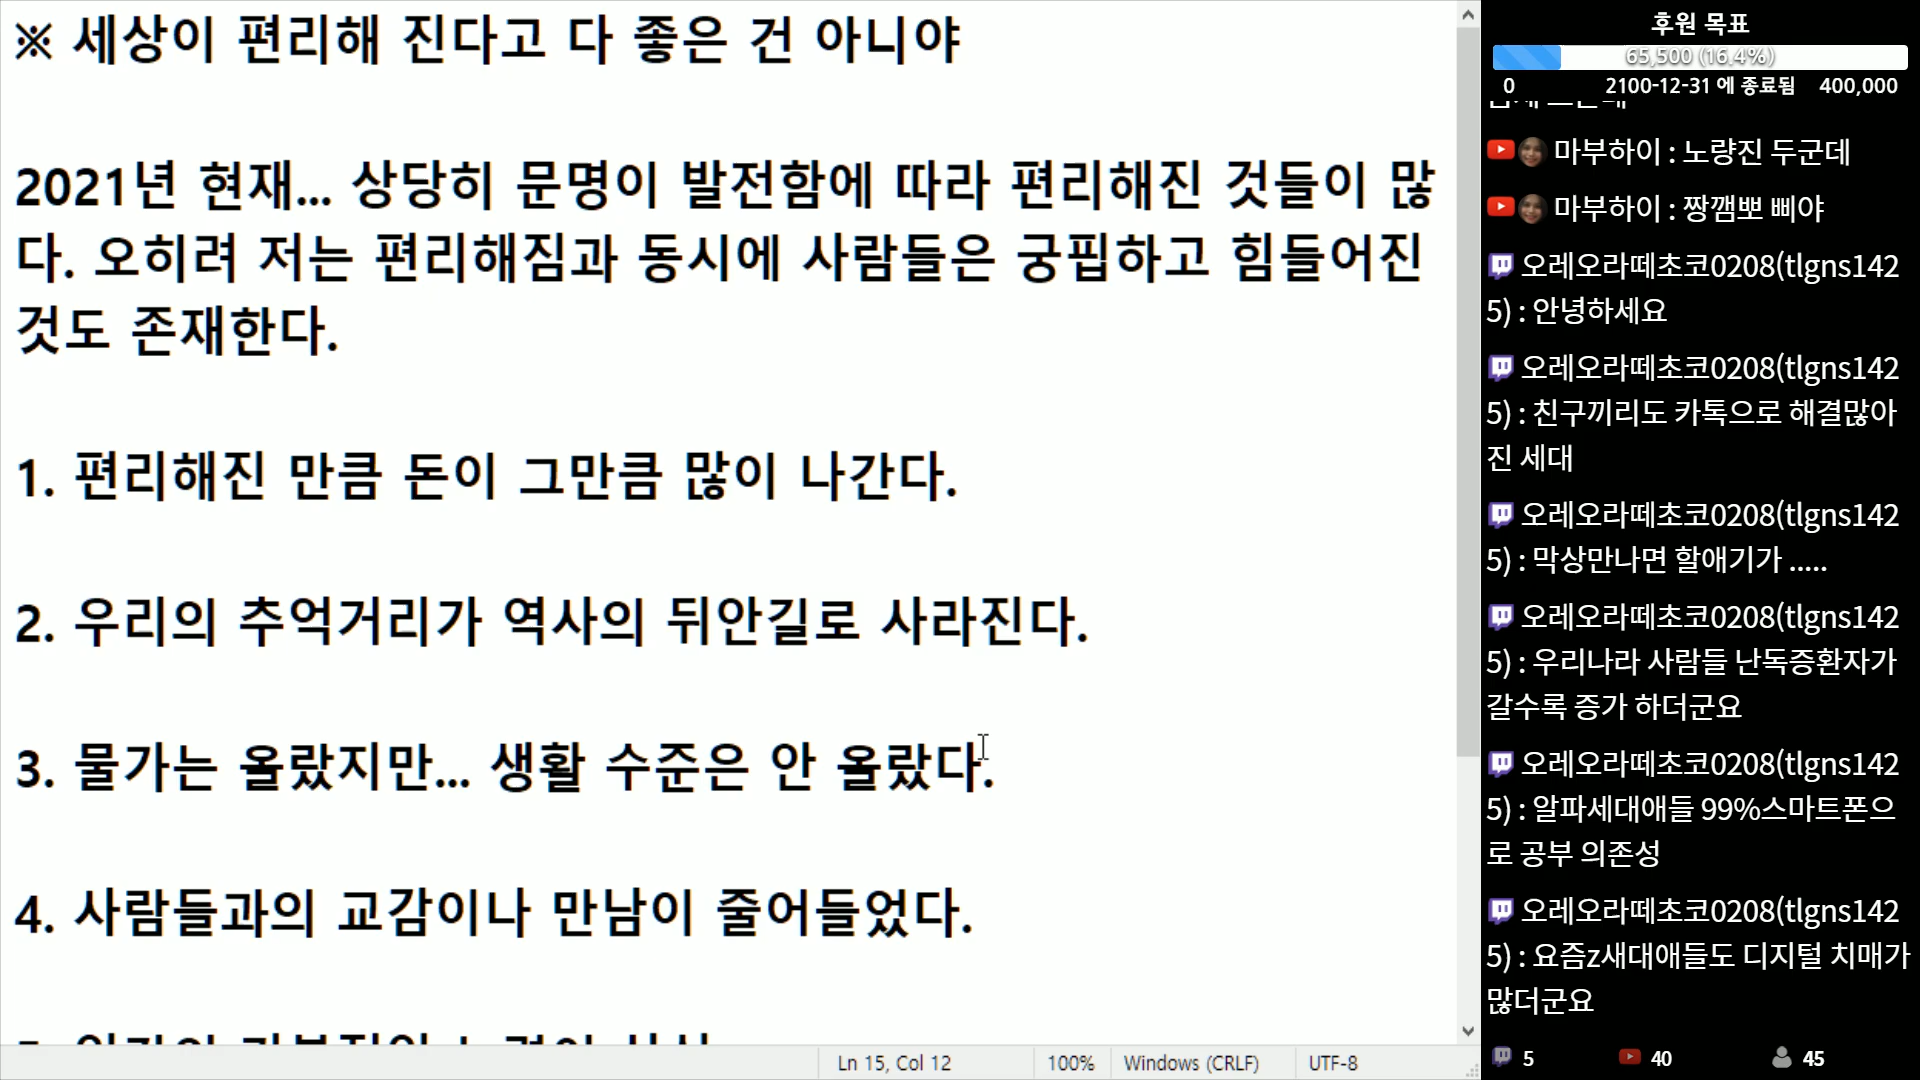 ※ 세상이 편리해 진다고 다 좋은 건 아니야
2021년 현재... 상당히 문명이 발전함에 따라 편리해진 것들이 많
다. 오히려 저는 편리해짐과 동시에 사람들은 궁핍하고 힘들어진
것도 존재한다.
1. 편리해진 만큼 돈이 그만큼 많이 나간다.
2. 우리의 추억거리가 역사의 뒤안길로 사라진다.
3. 물가는 올랐지만... 생활 수준은 안 올랐다.
4. 사람들과의 교감이나 만남이 줄어들었다.
Ln 15, Col 12
100%
Windows (CRLF)
UTF-8
후원 목표
65,500 (16.4%)
0 2100-12-31 에 종료됨 400,000
마부하이 : 노량진 두군데
마부하이 : 짱깸뽀 삐야
오레오라떼초코0208(tlgns142
5) : 안녕하세요
오레오라떼초코0208(tlgns142
5) : 친구끼리도 카톡으로 해결많아
진 세대
오레오라떼초코0208(tlgns142
5) : 막상만나면 할애기가 .....
오레오라떼초코0208(tlgns142
5) : 우리나라 사람들 난독증환자가
갈수록 증가 하더군요
오레오라떼초코0208(tlgns142
5) : 알파세대애들 99%스마트폰으
로 공부 의존성
오레오라떼초코0208(tlgns142
5) : 요즘z새대애들도 디지털 치매가
많더군요
5 40 45